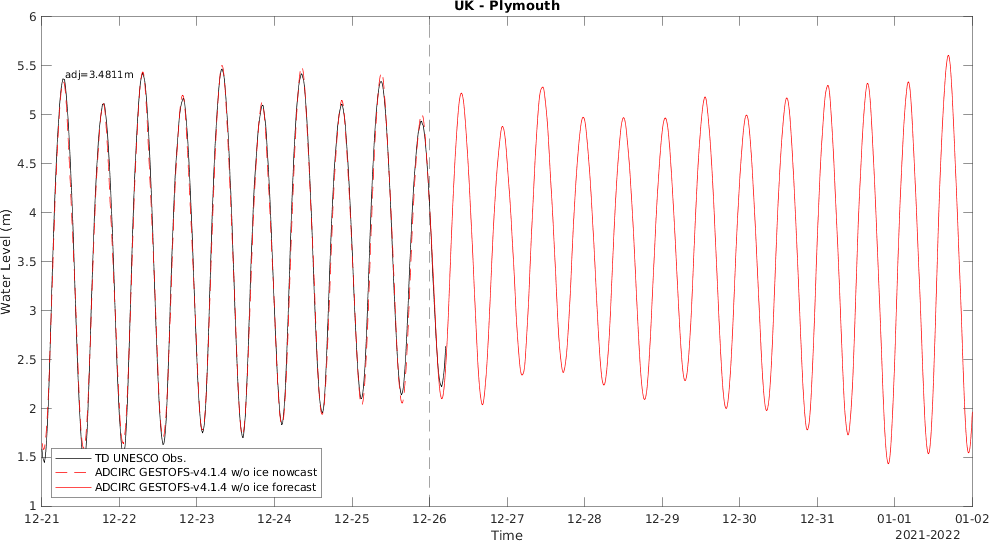 UK - Plymouth
6
5.5
5
4.5
4
3.5
3
2.5
2
1.5
1
Water Level (m)
adj=3.4811m
TD UNESCO Obs.
ADCIRC GESTOFS-v4.1.4 w/o ice nowcast
ADCIRC GESTOFS-v4.1.4 w/o ice forecast
12-21 12-22 12-23 12-24 12-25 12-26 12-27 12-28 12-29 12-30 12-31 01-01 01-02
Time
2021-2022